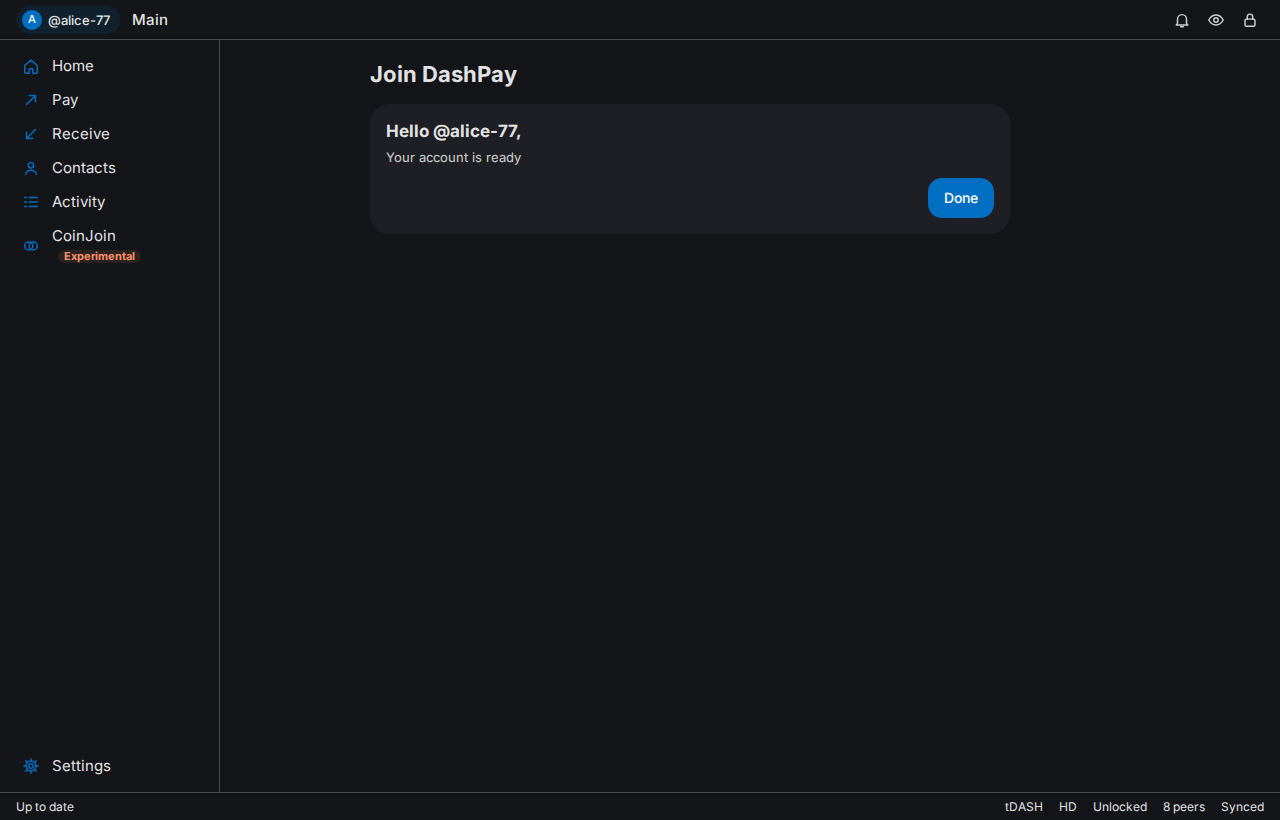 A @alice-77 Main
Home
Pay
Receive
Contacts
Activity
CoinJoin
Experimental
Settings
Join DashPay
Hello @alice-77,
Your account is ready
Done
Up to date
tDASH HD Unlocked 8 peers Synced